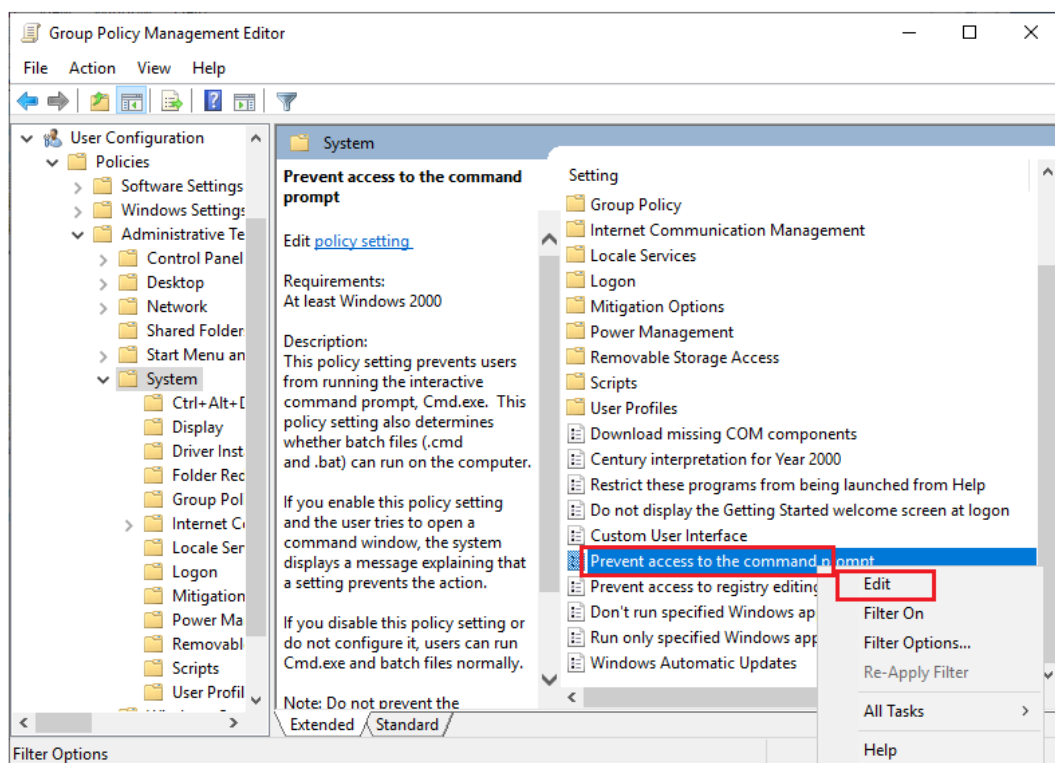 Group Policy Management Editor
File Action View Help
User Configuration
Policies
Software Settings
Windows Settings
Administrative Te
Control Panel
Desktop
Network
Shared Folder
Start Menu an
System
Ctrl+Alt+D
Display
Driver Inst
Folder Rec
Group Pol
Internet C
Locale Ser
Logon
Mitigation
Power Ma
Removabl
Scripts
User Profil
System
Prevent access to the command
prompt
Edit policy setting
Requirements:
At least Windows 2000
Description:
This policy setting prevents users
from running the interactive
command prompt, Cmd.exe. This
policy setting also determines
whether batch files (.cmd
and .bat) can run on the computer.
If you enable this policy setting
and the user tries to open a
command window, the system
displays a message explaining that
a setting prevents the action.
If you disable this policy setting or
do not configure it, users can run
Cmd.exe and batch files normally.
Note: Do not prevent the
Setting
Group Policy
Internet Communication Management
Locale Services
Logon
Mitigation Options
Power Management
Removable Storage Access
Scripts
User Profiles
Download missing COM components
Century interpretation for Year 2000
Restrict these programs from being launched from Help
Do not display the Getting Started welcome screen at logon
Custom User Interface
Prevent access to the command prompt
Prevent access to registry editing
Don't run specified Windows ap
Run only specified Windows app
Windows Automatic Updates
Edit
Filter On
Filter Options...
Re-Apply Filter
All Tasks
Help
Extended Standard
Filter Options